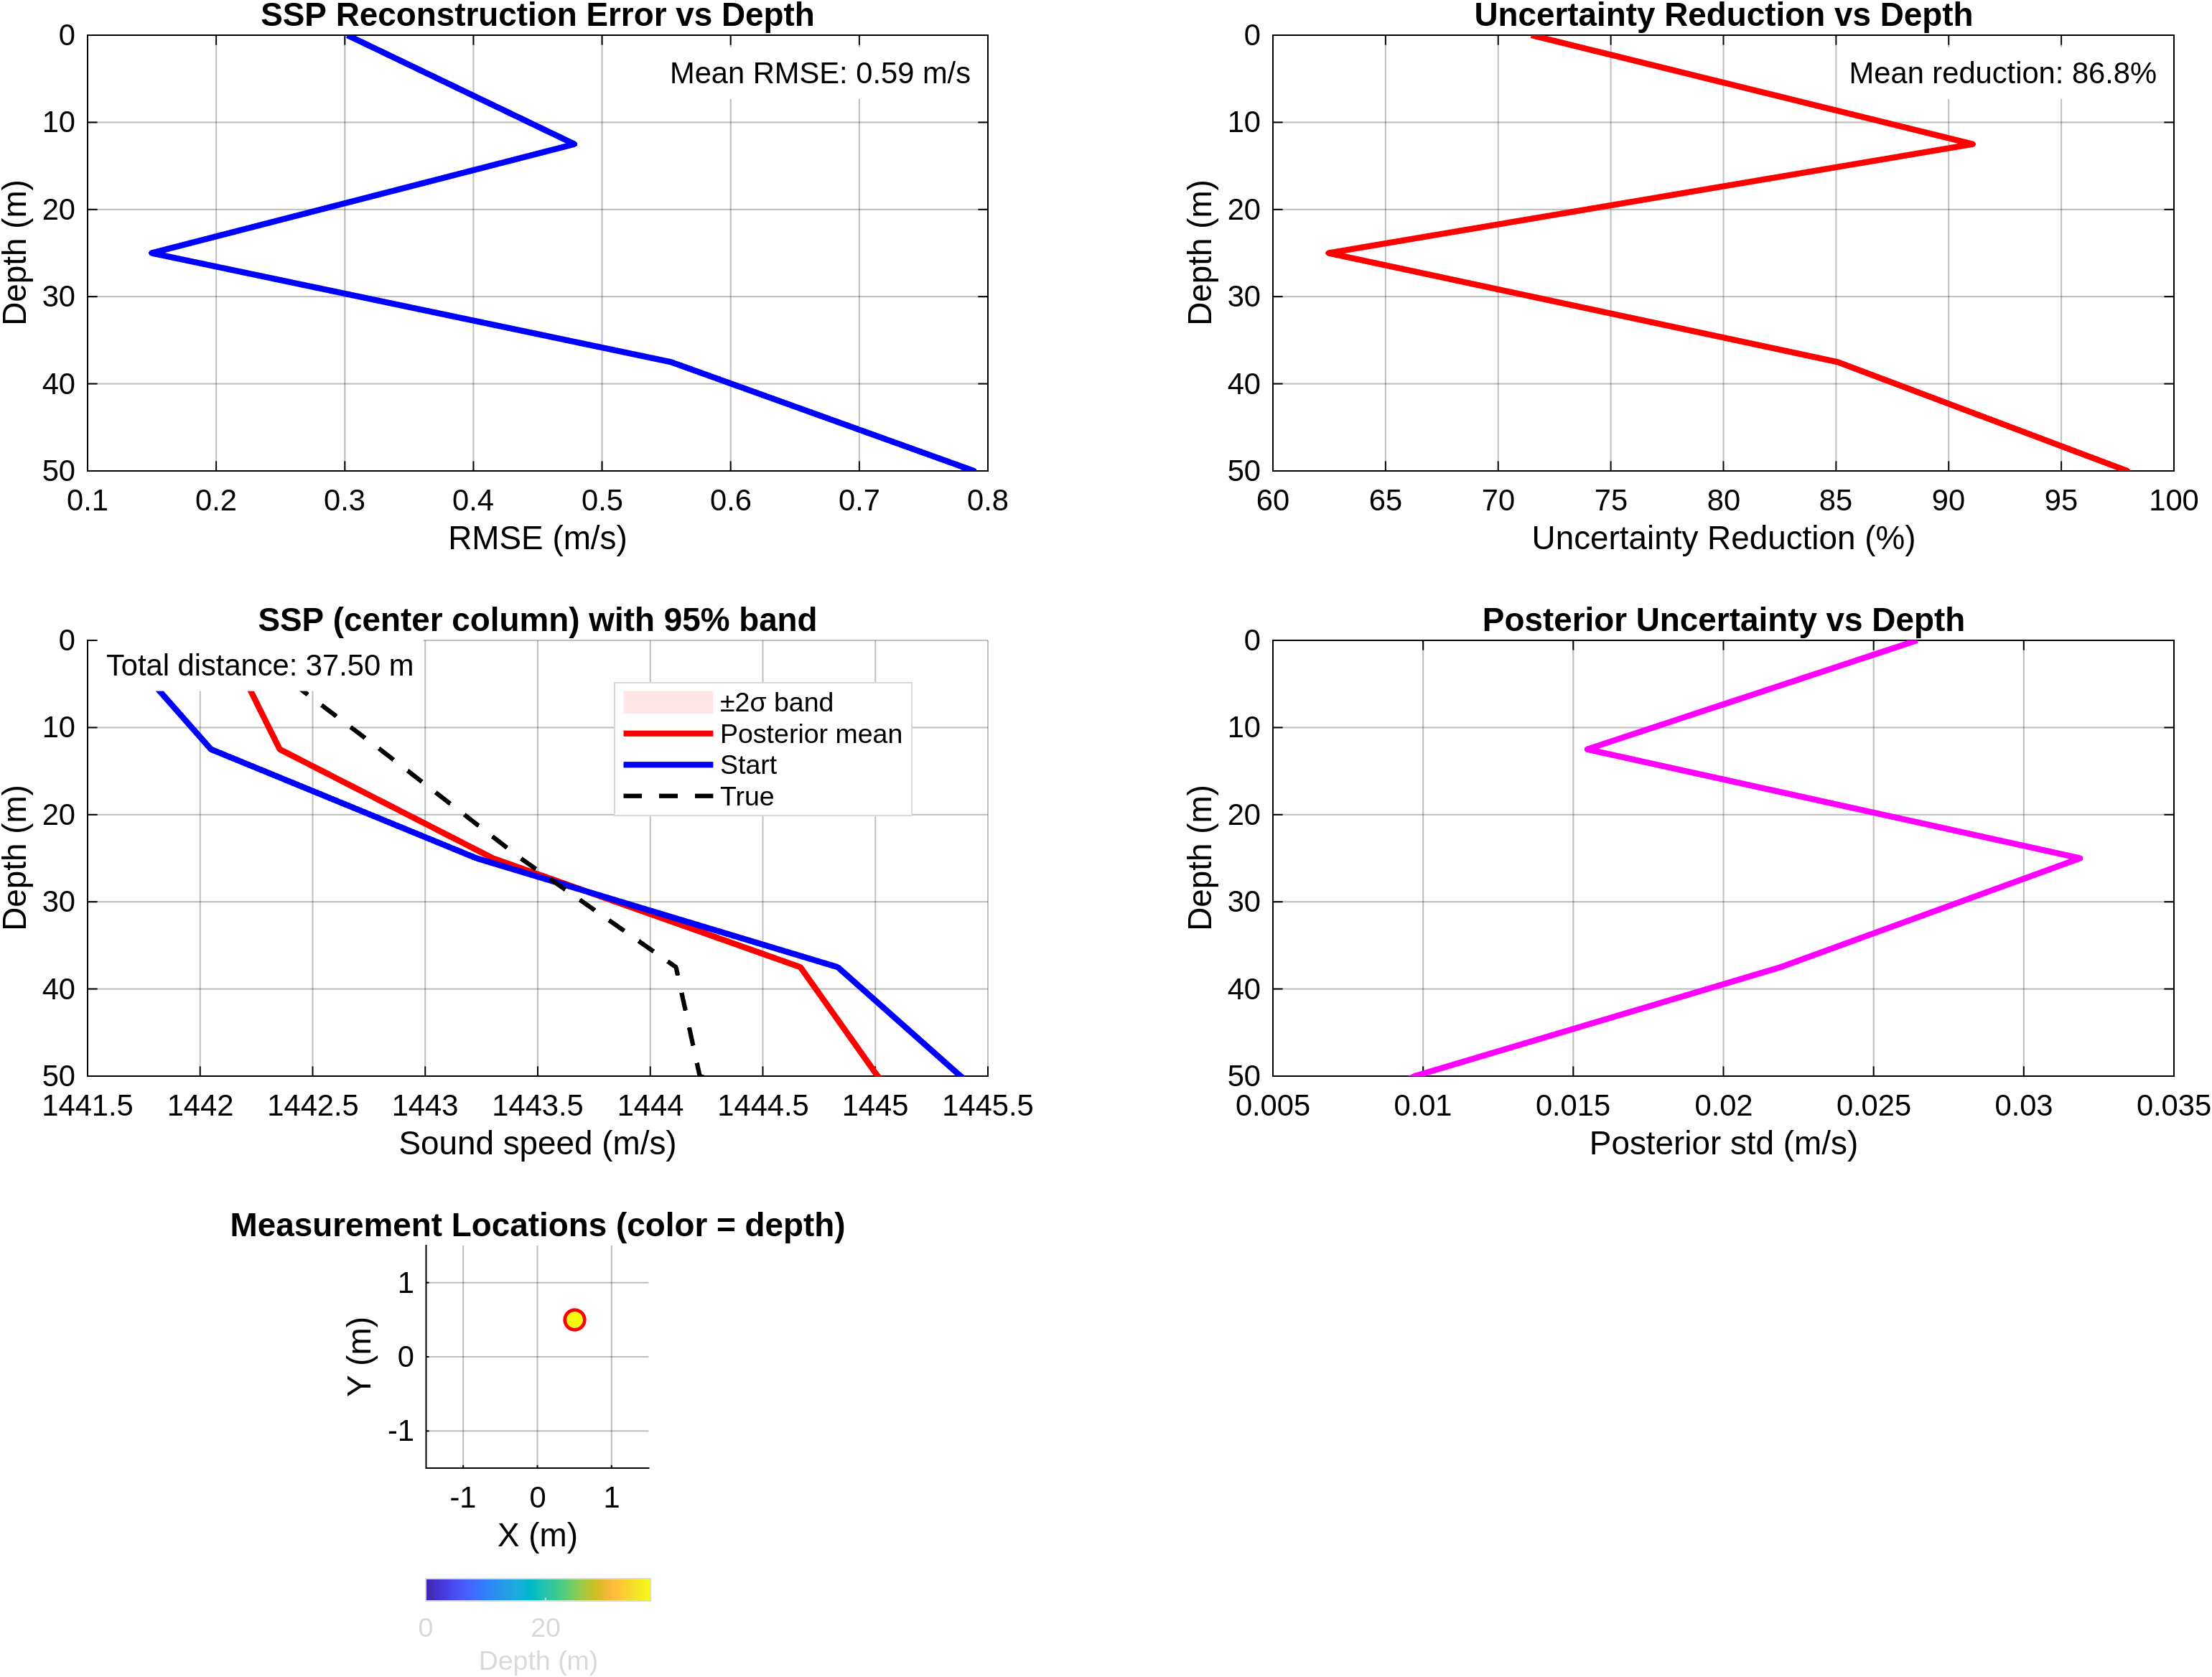 SSP Reconstruction Error vs Depth
Mean RMSE: 0.59 m/s
0
10
20
30
40
50
Depth (m)
0.1 0.2 0.3 0.4 0.5 0.6 0.7 0.8
RMSE (m/s)
Uncertainty Reduction vs Depth
Mean reduction: 86.8%
0
10
20
30
40
50
Depth (m)
60 65 70 75 80 85 90 95 100
Uncertainty Reduction (%)
SSP (center column) with 95% band
Total distance: 37.50 m
±2σ band
Posterior mean
Start
True
0
10
20
30
40
50
Depth (m)
1441.5 1442 1442.5 1443 1443.5 1444 1444.5 1445 1445.5
Sound speed (m/s)
Posterior Uncertainty vs Depth
0
10
20
30
40
50
Depth (m)
0.005 0.01 0.015 0.02 0.025 0.03 0.035
Posterior std (m/s)
Measurement Locations (color = depth)
1
0
-1
Y (m)
-1 0 1
X (m)
0 20
Depth (m)